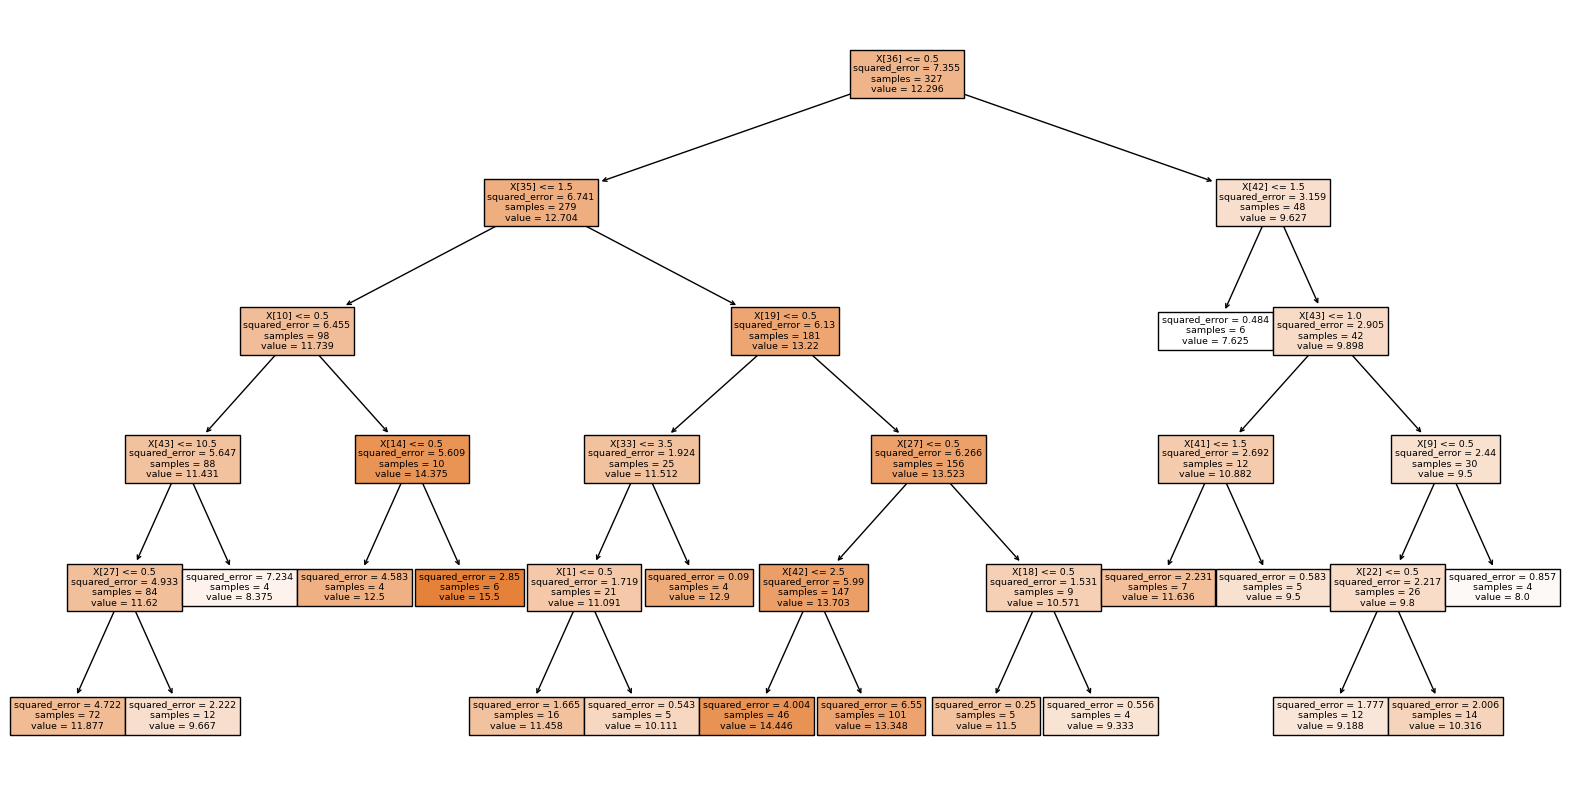 X[36] <= 0.5
squared_error = 7.355
samples = 327
value = 12.296
X[35] <= 1.5
squared_error = 6.741
samples = 279
value = 12.704
X[42] <= 1.5
squared_error = 3.159
samples = 48
value = 9.627
X[10] <= 0.5
squared_error = 6.455
samples = 98
value = 11.739
X[19] <= 0.5
squared_error = 6.13
samples = 181
value = 13.22
squared_error = 0.484
samples = 6
value = 7.625
X[43] <= 1.0
squared_error = 2.905
samples = 42
value = 9.898
X[43] <= 10.5
squared_error = 5.647
samples = 88
value = 11.431
X[14] <= 0.5
squared_error = 5.609
samples = 10
value = 14.375
X[33] <= 3.5
squared_error = 1.924
samples = 25
value = 11.512
X[27] <= 0.5
squared_error = 6.266
samples = 156
value = 13.523
X[41] <= 1.5
squared_error = 2.692
samples = 12
value = 10.882
X[9] <= 0.5
squared_error = 2.44
samples = 30
value = 9.5
X[27] <= 0.5
squared_error = 4.933
samples = 84
value = 11.62
squared_error = 7.234
samples = 4
value = 8.375
squared_error = 4.583
samples = 4
value = 12.5
squared_error = 2.85
samples = 6
value = 15.5
X[1] <= 0.5
squared_error = 1.719
samples = 21
value = 11.091
squared_error = 0.09
samples = 4
value = 12.9
X[42] <= 2.5
squared_error = 5.99
samples = 147
value = 13.703
X[18] <= 0.5
squared_error = 1.531
samples = 9
value = 10.571
squared_error = 2.231
samples = 7
value = 11.636
squared_error = 0.583
samples = 5
value = 9.5
X[22] <= 0.5
squared_error = 2.217
samples = 26
value = 9.8
squared_error = 0.857
samples = 4
value = 8.0
squared_error = 4.722
samples = 72
value = 11.877
squared_error = 2.222
samples = 12
value = 9.667
squared_error = 1.665
samples = 16
value = 11.458
squared_error = 0.543
samples = 5
value = 10.111
squared_error = 4.004
samples = 46
value = 14.446
squared_error = 6.55
samples = 101
value = 13.348
squared_error = 0.25
samples = 5
value = 11.5
squared_error = 0.556
samples = 4
value = 9.333
squared_error = 1.777
samples = 12
value = 9.188
squared_error = 2.006
samples = 14
value = 10.316